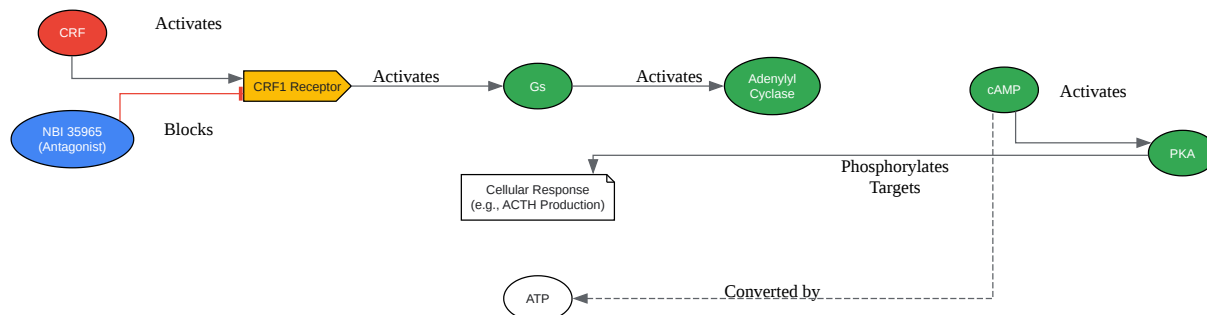 CRF
Activates
CRF1 Receptor
Activates
Gs
Activates
Adenylyl
Cyclase
cAMP
Activates
NBI 35965
(Antagonist)
Blocks
PKA
Phosphorylates
Targets
Cellular Response
(e.g., ACTH Production)
ATP
Converted by